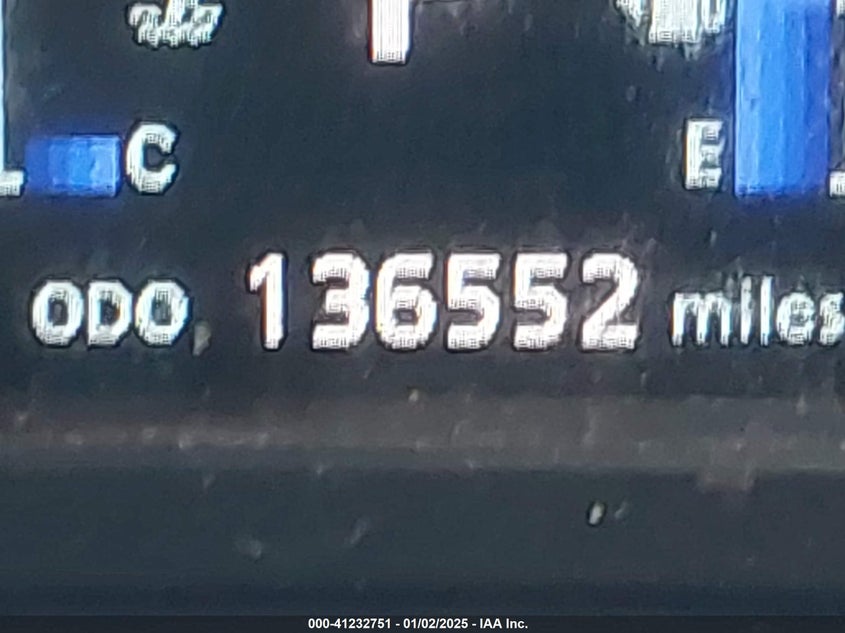 C
E
ODO 136552 miles
000-41232751 - 01/02/2025 - IAA Inc.